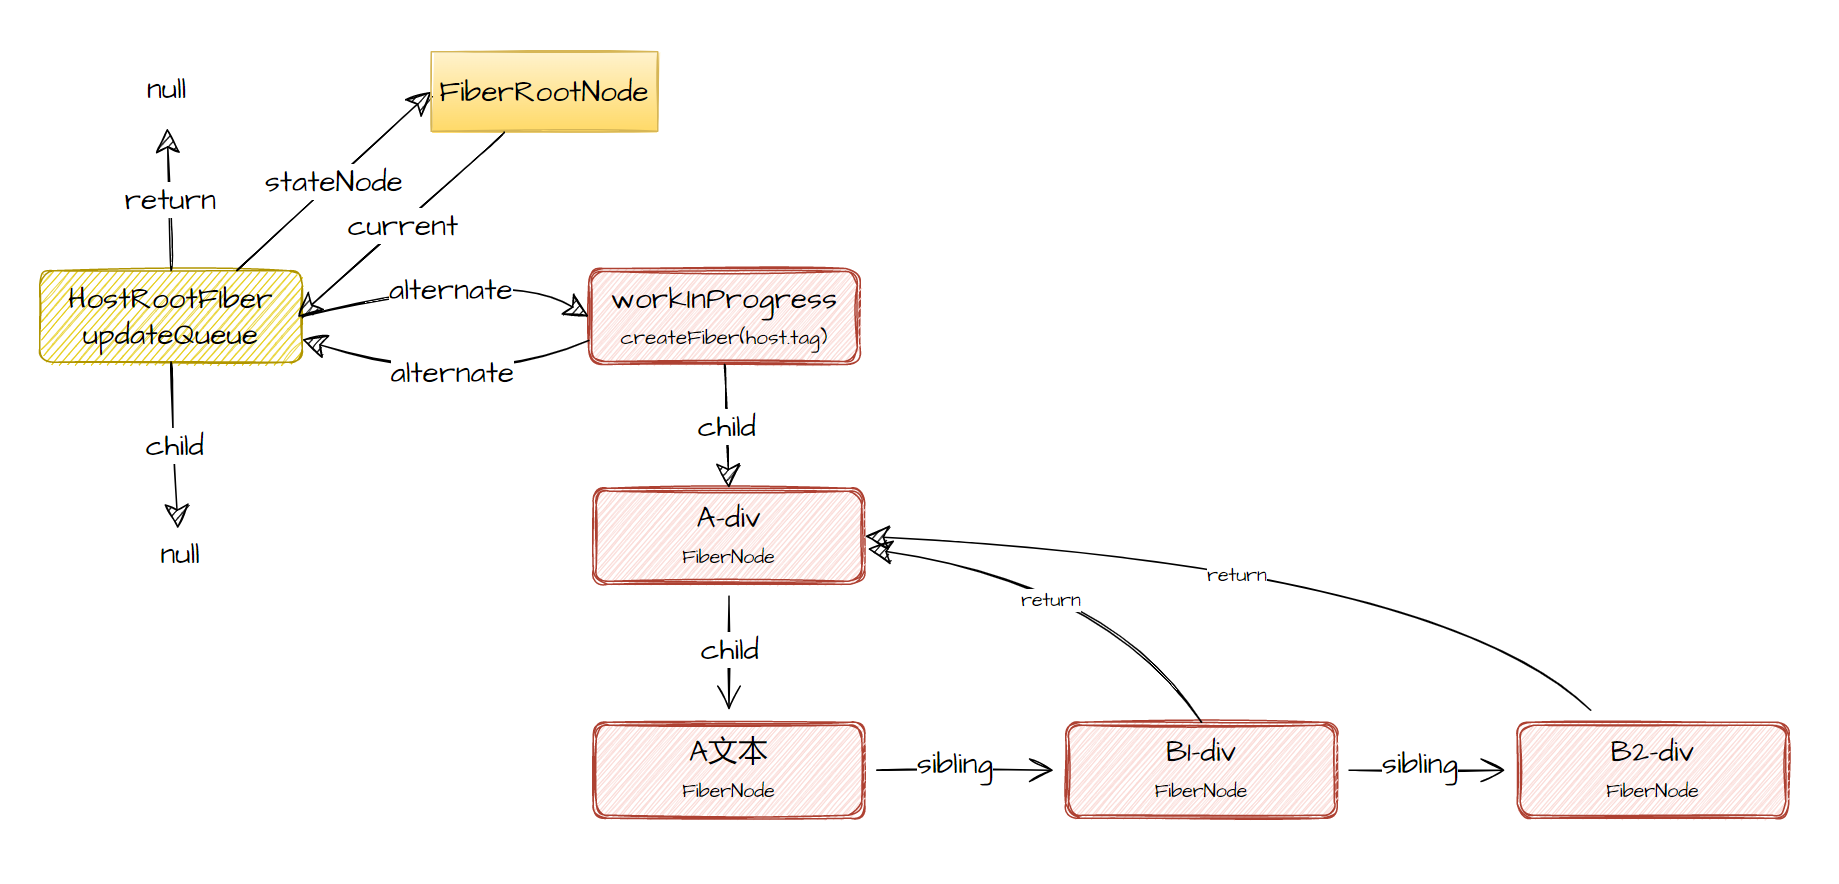 null
FiberRootNode
stateNode
return
current
HostRootFiber
updateQueue
alternate
alternate
workInProgress
createFiber(host.tag)
child
null
child
A-div
FiberNode
return
return
child
A文本
FiberNode
sibling
B1-div
FiberNode
sibling
B2-div
FiberNode